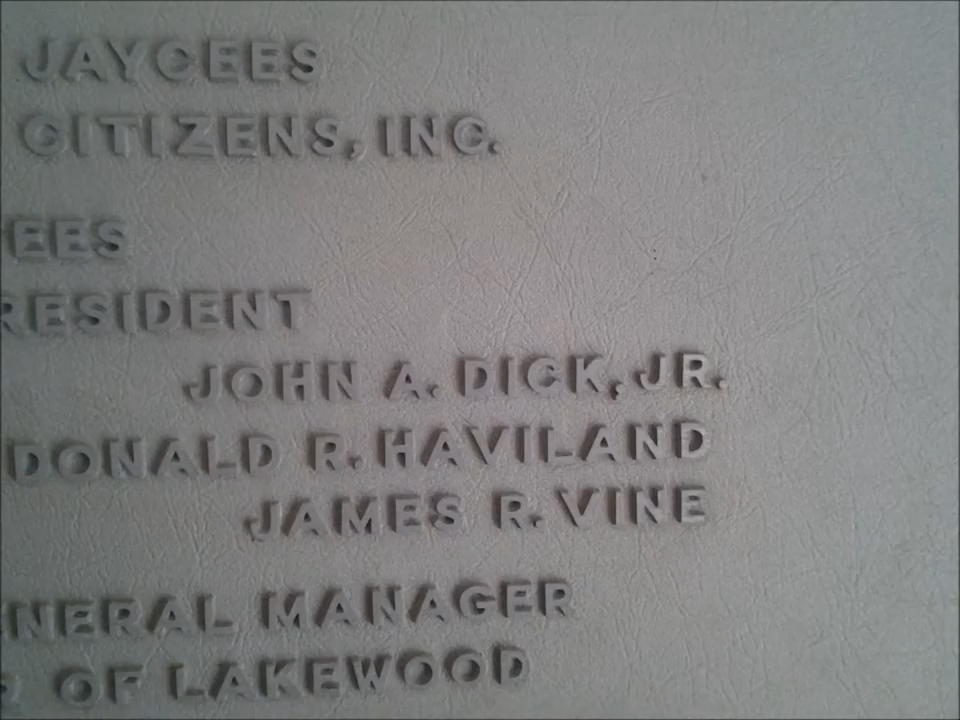 JAYCEES
CITIZENS, INC.
EES
RESIDENT
JOHN A. DICK, JR.
DONALD R. HAVILAND
JAMES R. VINE
NERAL MANAGER
OF LAKEWOOD